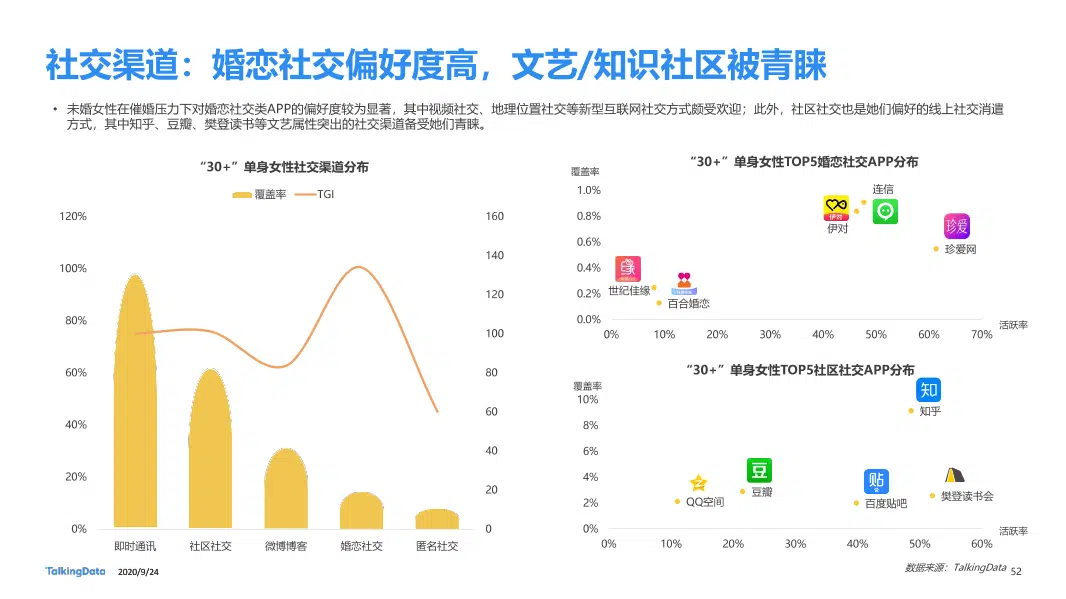 社交渠道：婚恋社交偏好度高，文艺/知识社区被青睐
• 未婚女性在催婚压力下对婚恋社交类APP的偏好度较为显著，其中视频社交、地理位置社交等新型互联网社交方式颇受欢迎；此外，社区社交也是她们偏好的线上社交消遣
方式，其中知乎、豆瓣、樊登读书等文艺属性突出的社交渠道备受她们青睐。
“30+”单身女性社交渠道分布
覆盖率 TGI
120%
100%
80%
60%
40%
20%
0%
160
140
120
100
80
60
40
20
0
即时通讯 社区社交 微博博客 婚恋社交 匿名社交
“30+”单身女性TOP5婚恋社交APP分布
覆盖率
1.0%
0.8%
0.6%
0.4%
0.2%
0.0%
连信
伊对
伊对
珍爱
珍爱网
世纪佳缘
百合婚恋
0% 10% 20% 30% 40% 50% 60% 70%
活跃率
“30+”单身女性TOP5社区社交APP分布
覆盖率
10%
8%
6%
4%
2%
0%
知
知乎
豆
豆瓣
QQ空间
贴
百度贴吧
樊登读书会
0% 10% 20% 30% 40% 50% 60%
活跃率
TalkingData 2020/9/24
数据来源：TalkingData 52